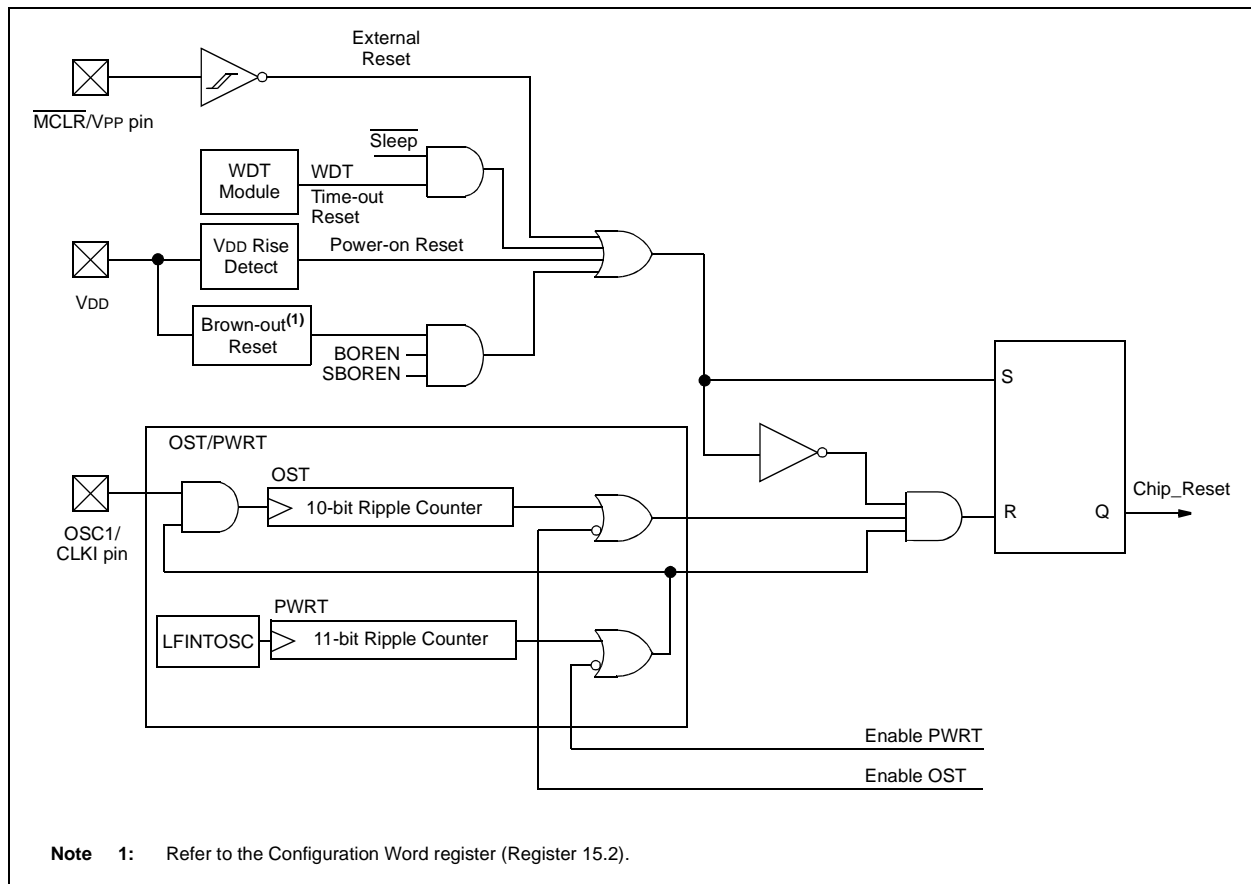 External
Reset
M̅C̅L̅R̅/VPP pin
S̅l̅e̅e̅p̅
WDT
Module
WDT
Time-out
Reset
VDD Rise
Detect
Power-on Reset
VDD
Brown-out(1)
Reset
BOREN
SBOREN
S
OST/PWRT
OST
10-bit Ripple Counter
OSC1/
CLKI pin
Chip_Reset
R
Q
PWRT
LFINTOSC
11-bit Ripple Counter
Enable PWRT
Enable OST
Note 1: Refer to the Configuration Word register (Register 15.2).